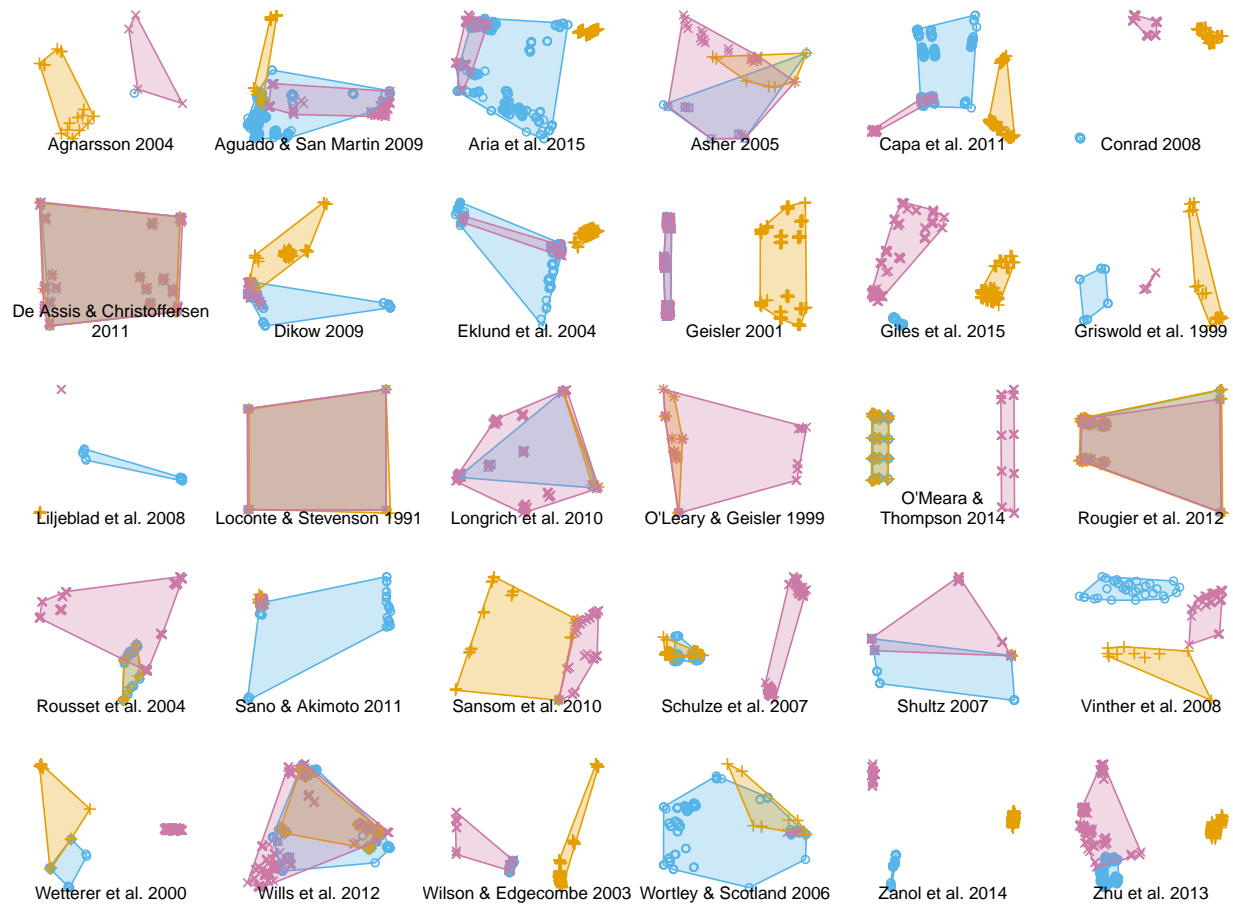 Agnarsson 2004
Aguado & San Martin 2009
Aria et al. 2015
Asher 2005
Capa et al. 2011
Conrad 2008
De Assis & Christoffersen
2011
Dikow 2009
Eklund et al. 2004
Geisler 2001
Giles et al. 2015
Griswold et al. 1999
Liljeblad et al. 2008
Loconte & Stevenson 1991
Longrich et al. 2010
O'Leary & Geisler 1999
O'Meara &
Thompson 2014
Rougier et al. 2012
Rousset et al. 2004
Sano & Akimoto 2011
Sansom et al. 2010
Schulze et al. 2007
Shultz 2007
Vinther et al. 2008
Wetterer et al. 2000
Wills et al. 2012
Wilson & Edgecombe 2003
Wortley & Scotland 2006
Zanol et al. 2014
Zhu et al. 2013